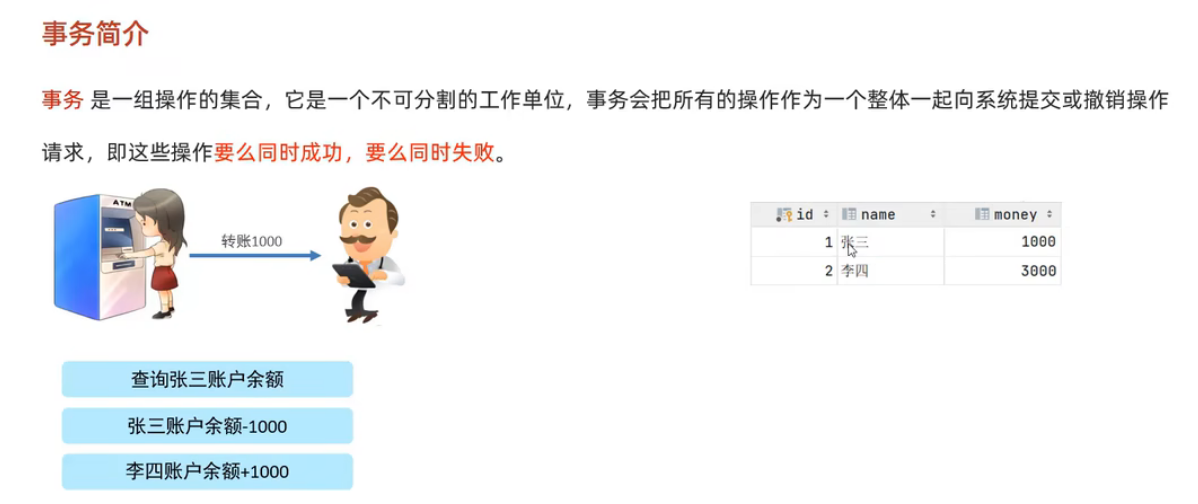 事务简介
事务 是一组操作的集合，它是一个不可分割的工作单位，事务会把所有的操作作为一个整体一起向系统提交或撤销操作
请求，即这些操作要么同时成功，要么同时失败。
ATM
转账1000
id name money
1 张三 1000
2 李四 3000
查询张三账户余额
张三账户余额-1000
李四账户余额+1000